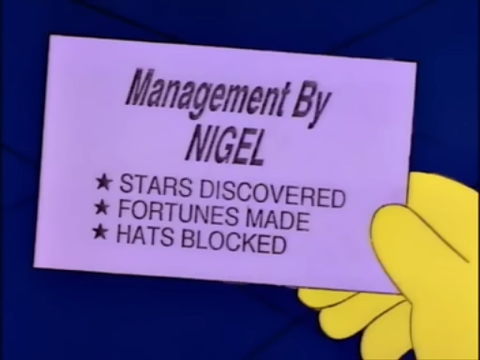 Management By
NIGEL
★ STARS DISCOVERED
★ FORTUNES MADE
★ HATS BLOCKED